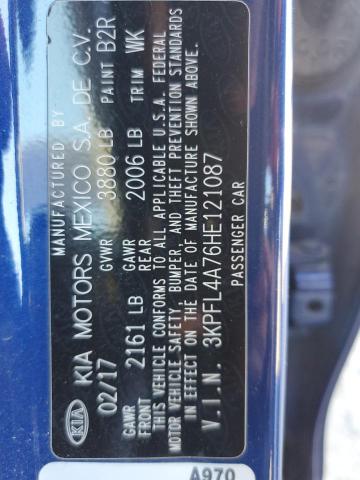 MANUFACTURED BY
KIA KIA MOTORS MEXICO S.A. DE C.V.
02/17 GVWR 3880 LB PAINT B2R
GAWR FRONT 2161 LB GAWR REAR 2006 LB TRIM WK
THIS VEHICLE CONFORMS TO ALL APPLICABLE U.S.A. FEDERAL
MOTOR VEHICLE SAFETY, BUMPER, AND THEFT PREVENTION STANDARDS
IN EFFECT ON THE DATE OF MANUFACTURE SHOWN ABOVE.
V.I.N. 3KPFL4A76HE121087
PASSENGER CAR
A970